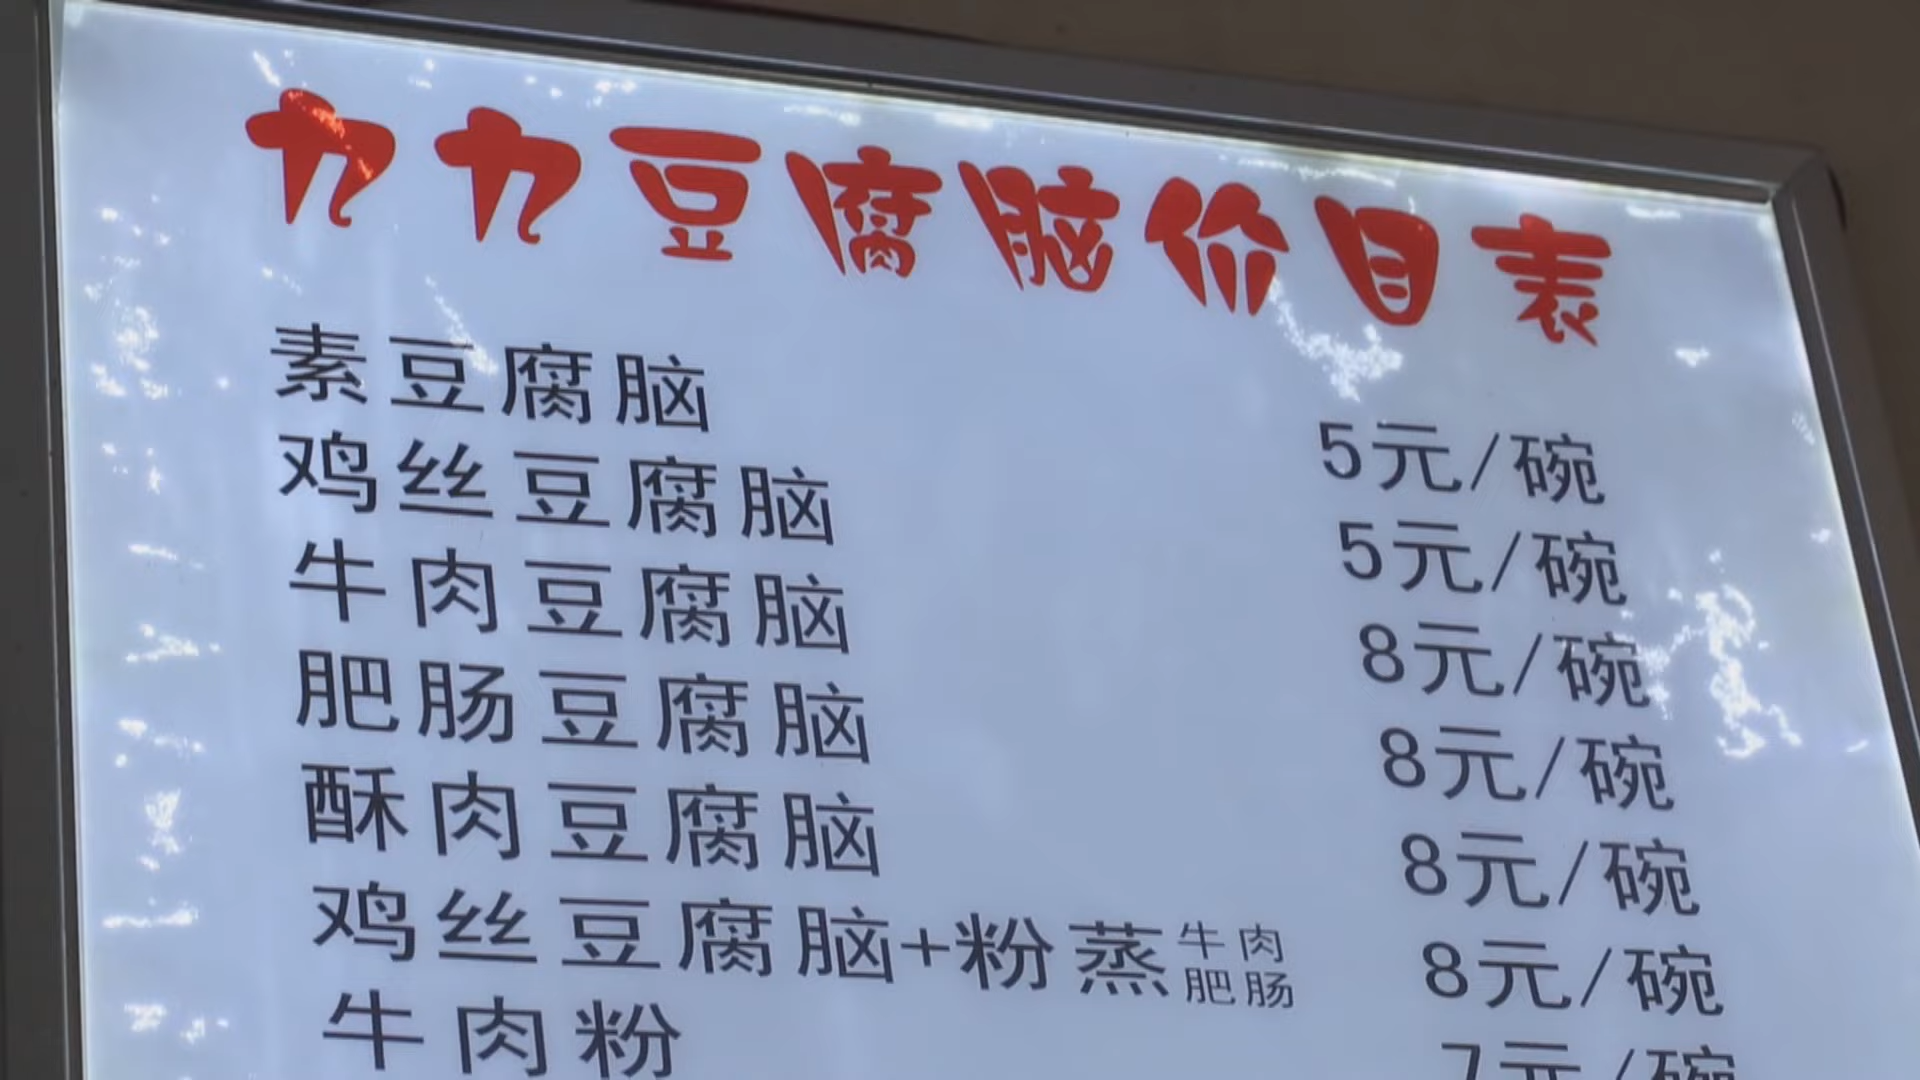 力力豆腐脑价目表
素豆腐脑 5元/碗
鸡丝豆腐脑 5元/碗
牛肉豆腐脑 8元/碗
肥肠豆腐脑 8元/碗
酥肉豆腐脑 8元/碗
鸡丝豆腐脑+粉蒸牛肉肥肠 8元/碗
牛肉粉 7元/碗